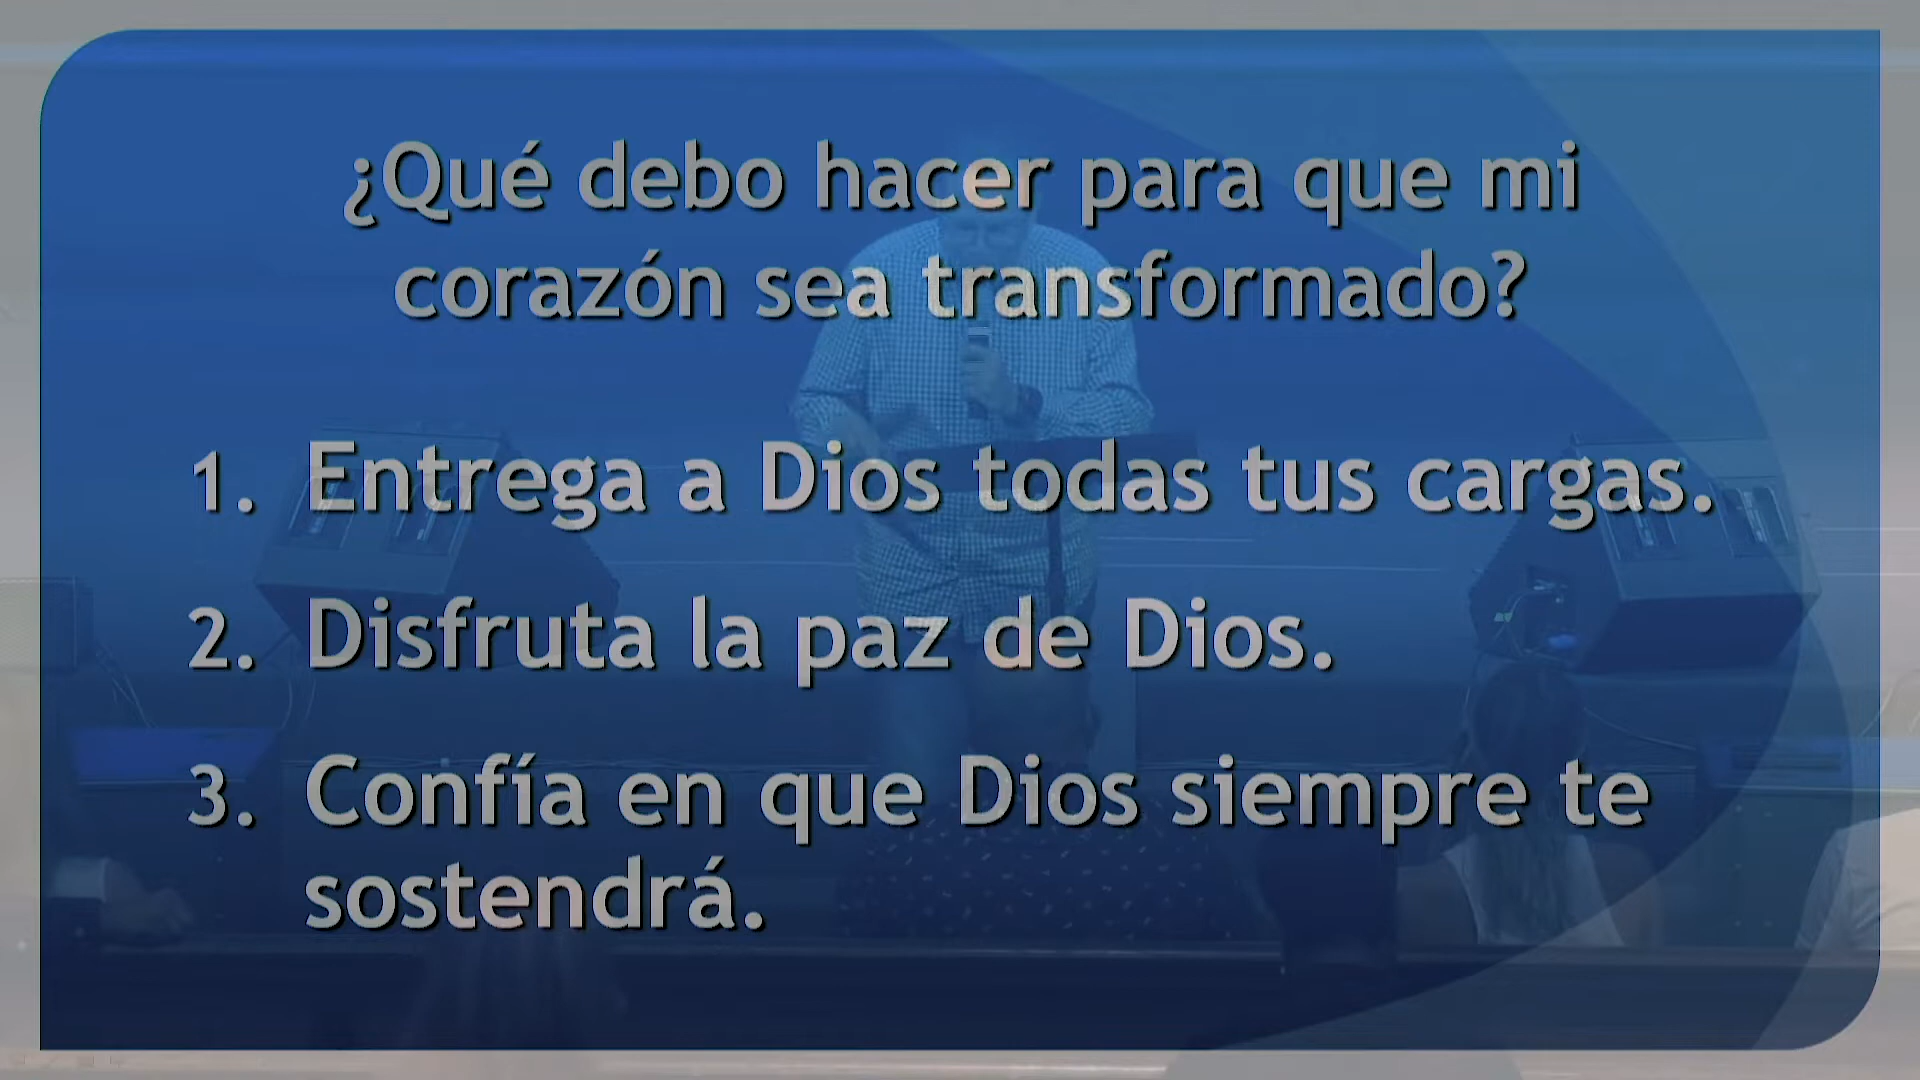 ¿Qué debo hacer para que mi
corazón sea transformado?
1. Entrega a Dios todas tus cargas.
2. Disfruta la paz de Dios.
3. Confía en que Dios siempre te
sostendrá.